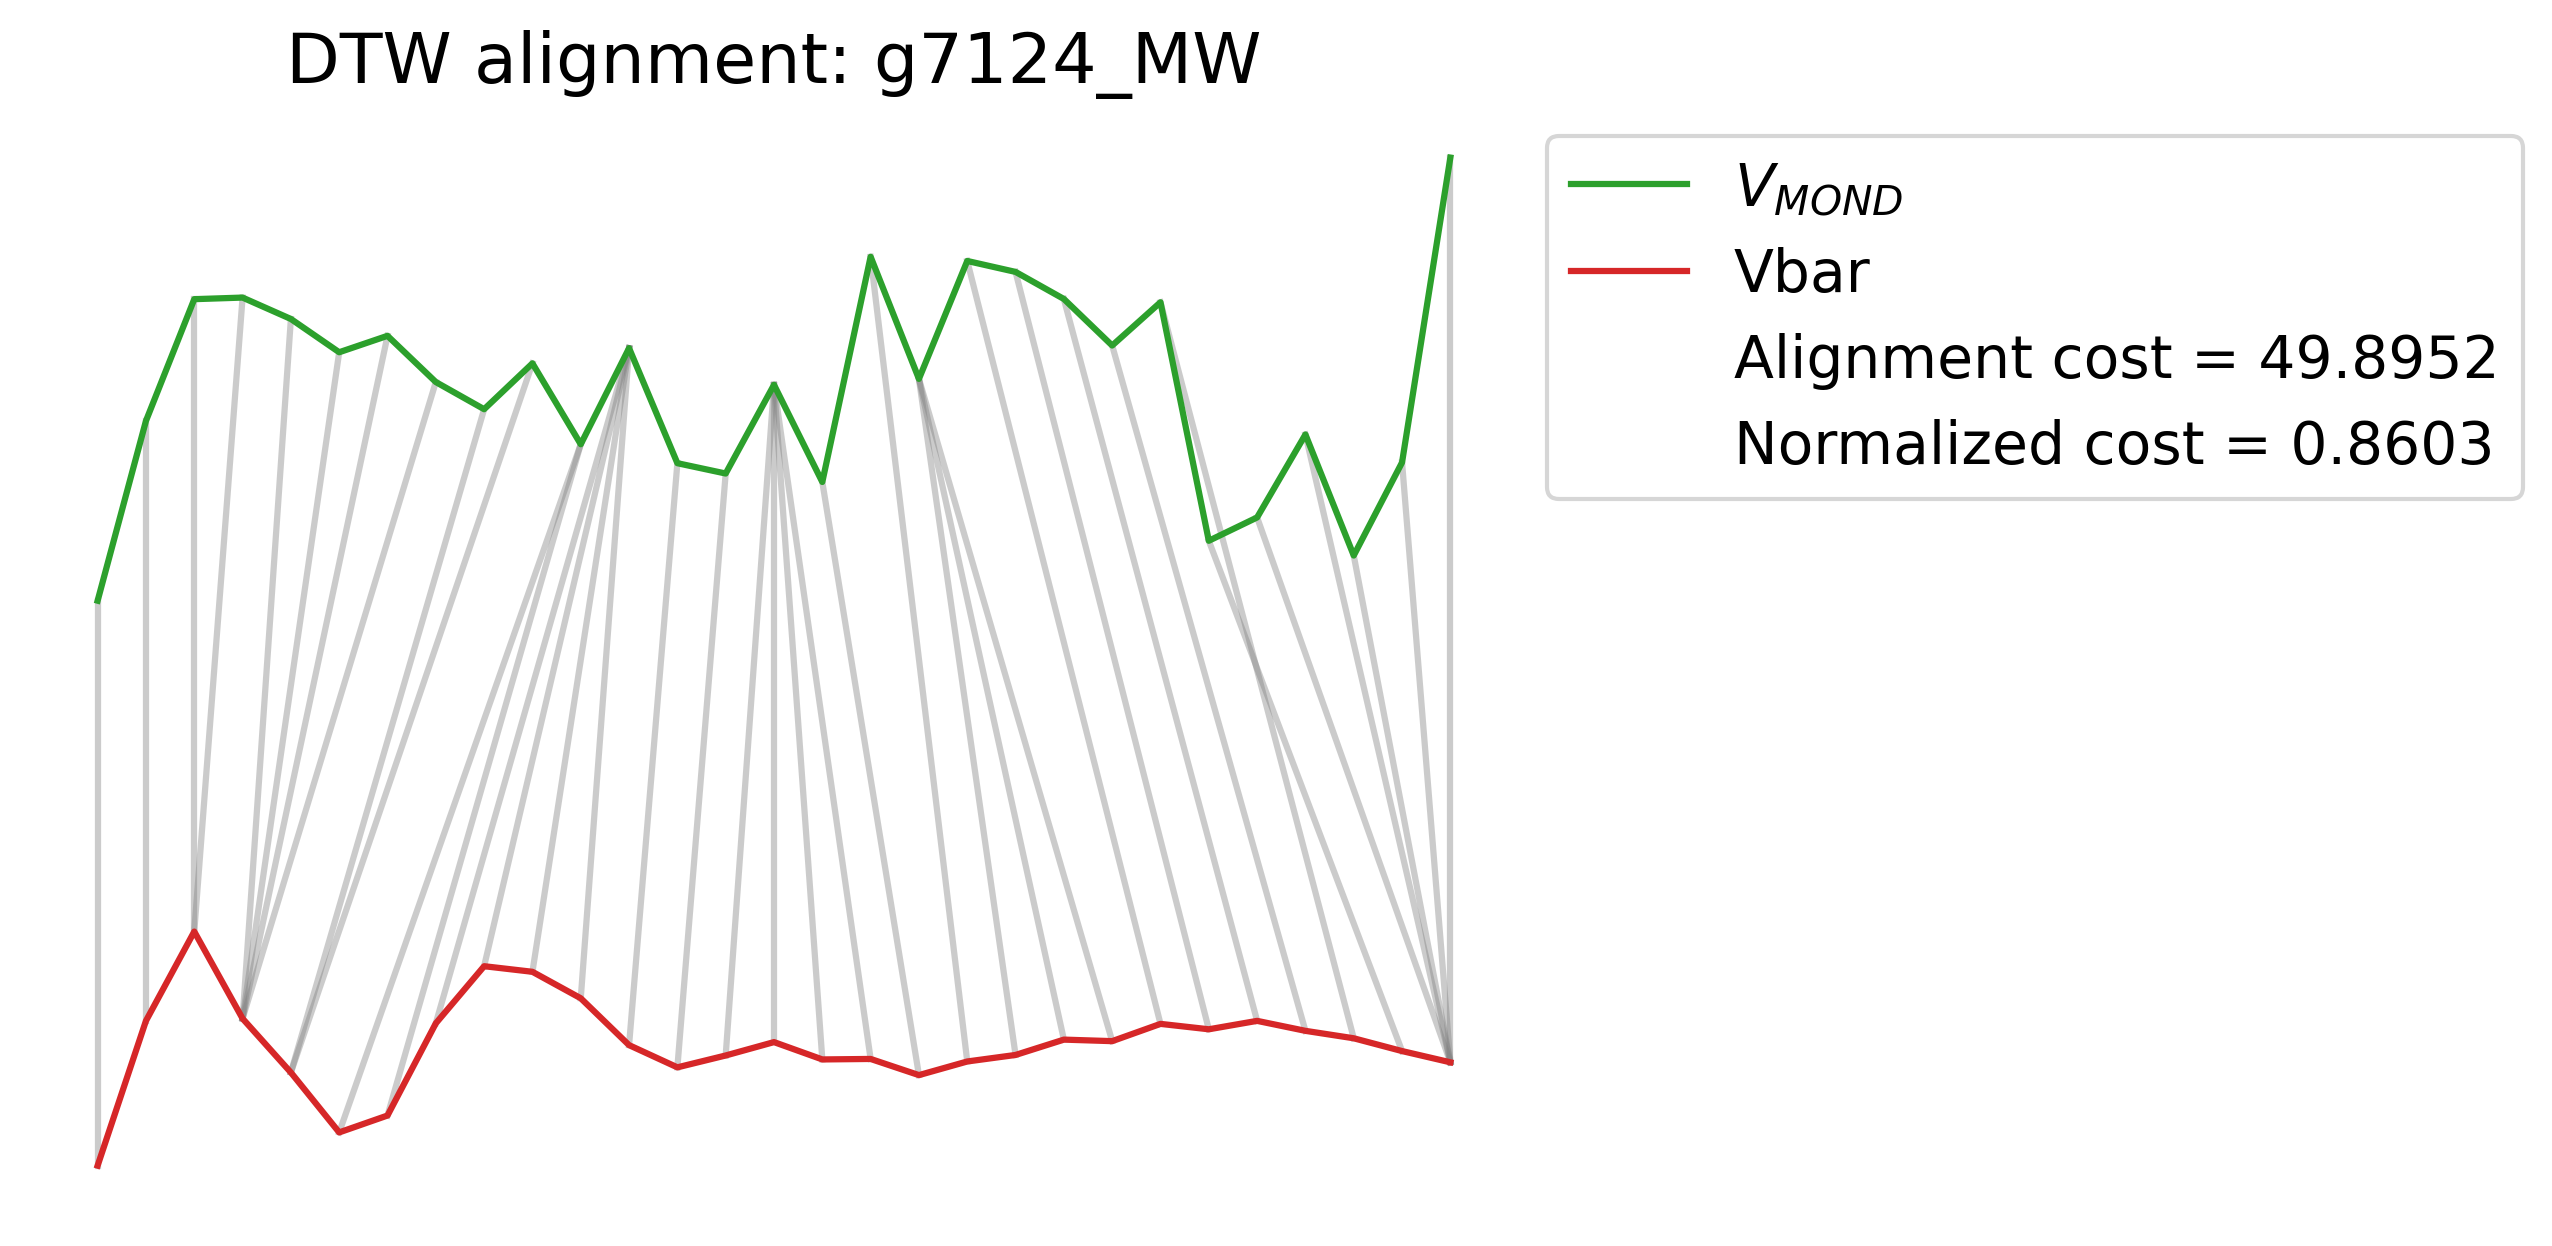 DTW alignment: g7124_MW
V_MOND
Vbar
Alignment cost = 49.8952
Normalized cost = 0.8603